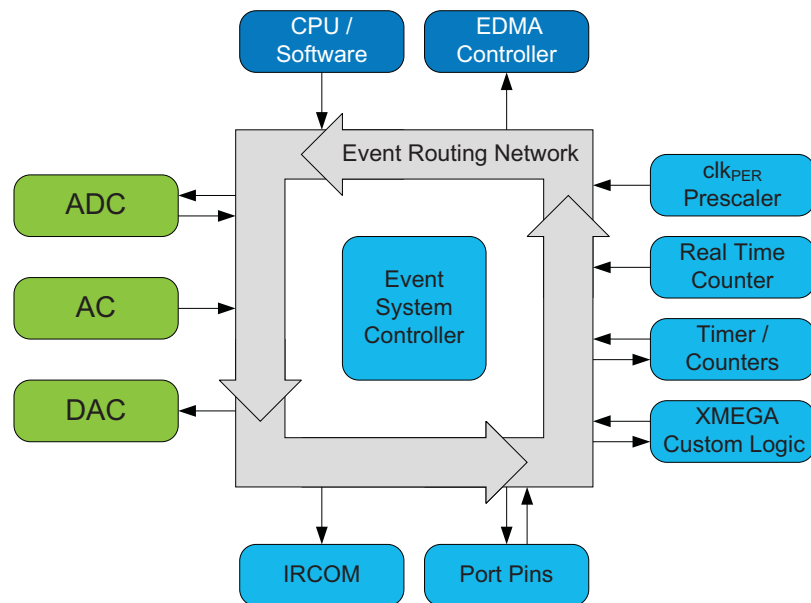 CPU /
Software
EDMA
Controller
Event Routing Network
ADC
AC
DAC
Event
System
Controller
clkPER
Prescaler
Real Time
Counter
Timer /
Counters
XMEGA
Custom Logic
IRCOM
Port Pins